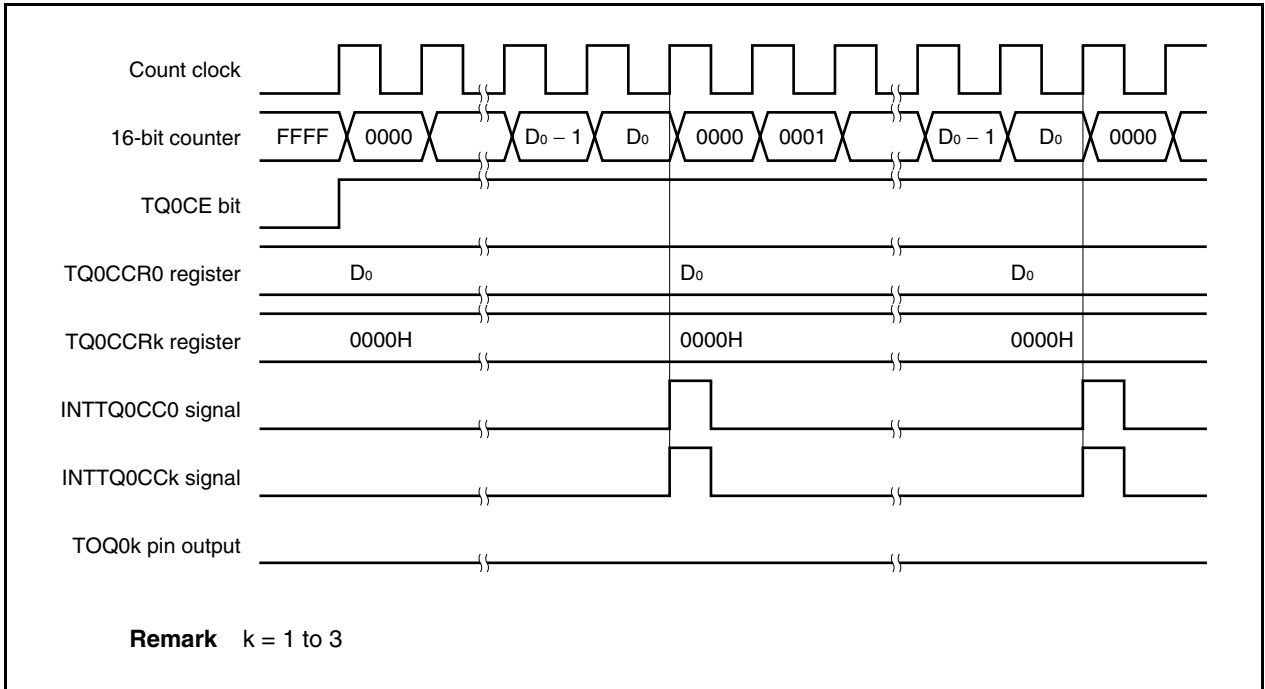 Count clock
16-bit counter FFFF 0000 D0 − 1 D0 0000 0001 D0 − 1 D0 0000
TQ0CE bit
TQ0CCR0 register D0 D0 D0
TQ0CCRk register 0000H 0000H 0000H
INTTQ0CC0 signal
INTTQ0CCk signal
TOQ0k pin output
Remark k = 1 to 3